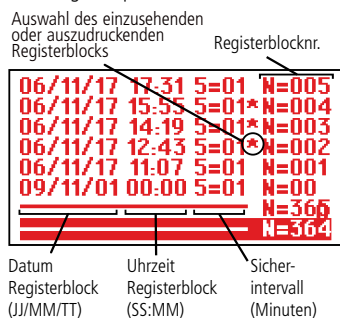 Auswahl des einzusehenden
oder auszudruckenden
Registerblocks
Registerblocknr.
06/11/17 17:31 5=01 N=005
06/11/17 15:55 5=01* N=004
06/11/17 14:19 5=01* N=003
06/11/17 12:43 5=01* N=002
06/11/17 11:07 5=01 N=001
09/11/01 00:00 5=01 N=00
N=365
N=364
Datum
Registerblock
(JJ/MM/TT)
Uhrzeit
Registerblock
(SS:MM)
Sicher-
intervall
(Minuten)